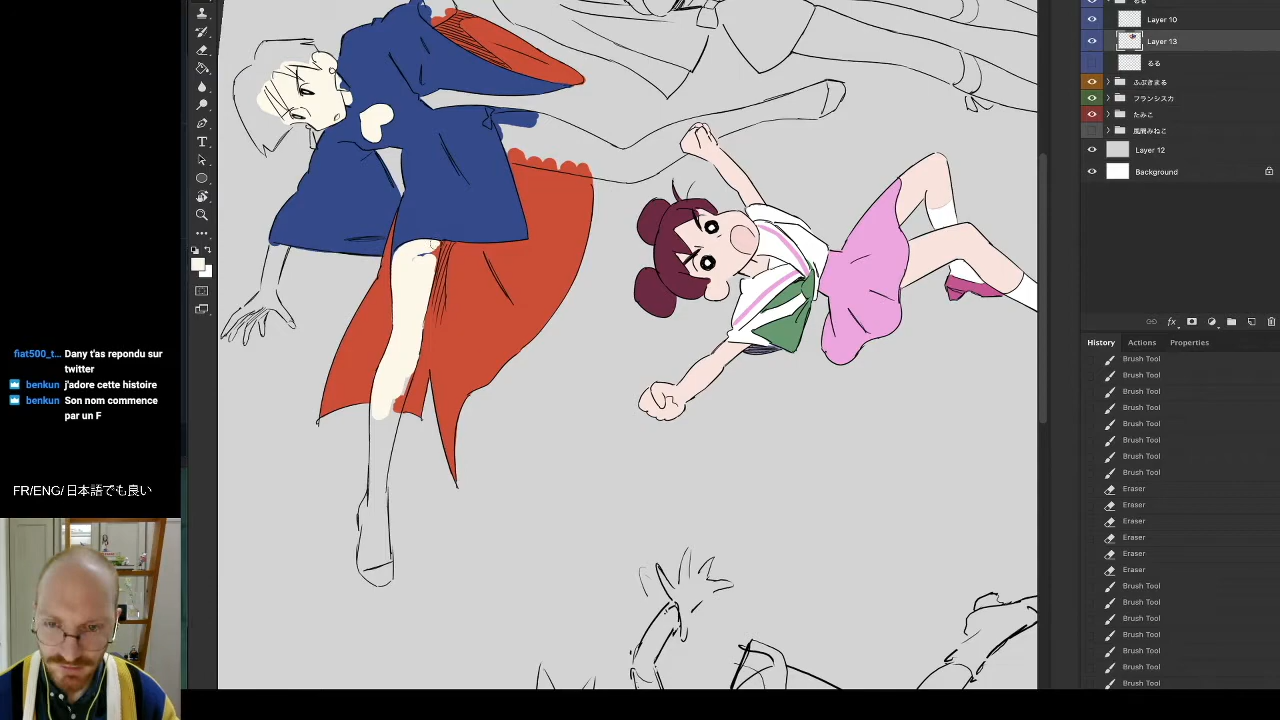 るる
Layer 10
Layer 13
るる
ふぶきまる
フランシスカ
たみこ
風間みねこ
Layer 12
Background
fx
History
Actions
Properties
Brush Tool
Brush Tool
Brush Tool
Brush Tool
Brush Tool
Brush Tool
Brush Tool
Brush Tool
Eraser
Eraser
Eraser
Eraser
Eraser
Eraser
Brush Tool
Brush Tool
Brush Tool
Brush Tool
Brush Tool
Brush Tool
Brush Tool
fiat500_t... Dany t'as repondu sur
twitter
benkun j'adore cette histoire
benkun Son nom commence
par un F
FR/ENG/日本語でも良い